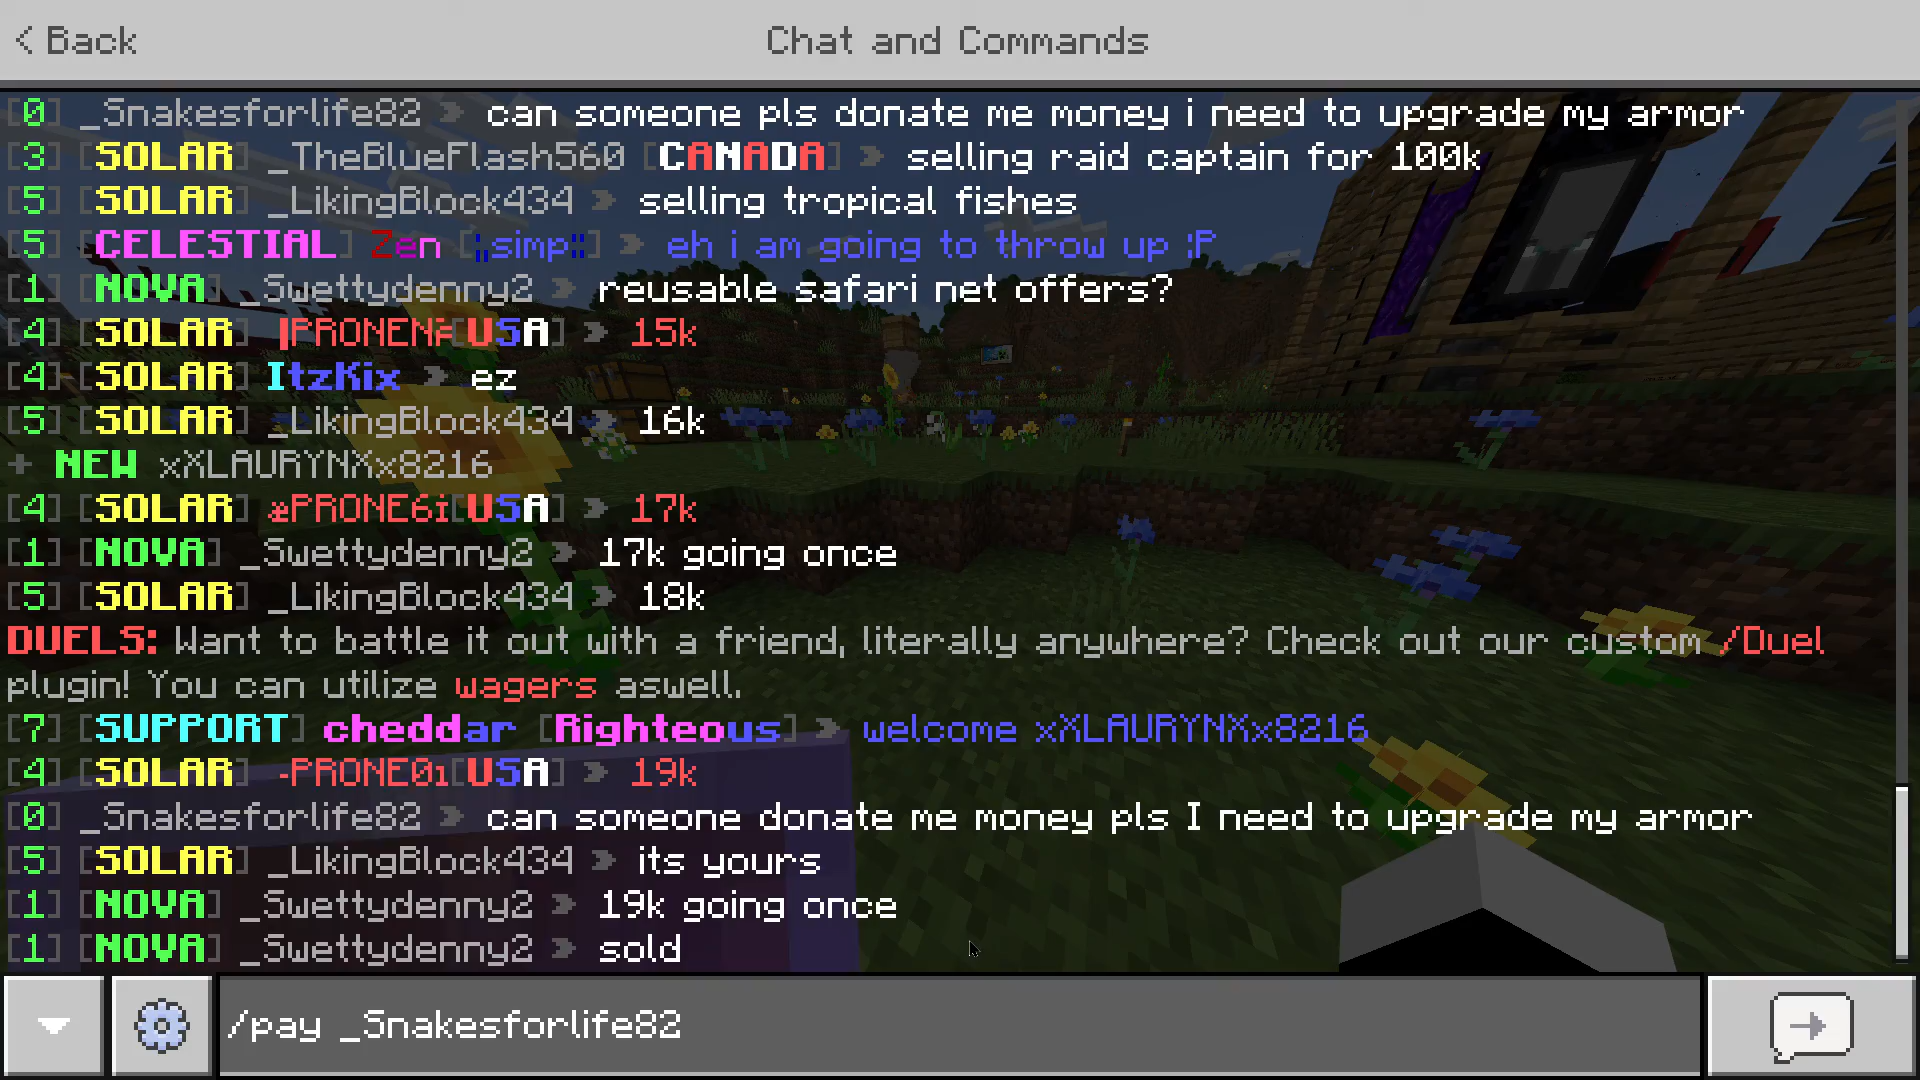 < Back
Chat and Commands
[0] _Snakesforlife82 » can someone pls donate me money i need to upgrade my armor
[3] [SOLAR] _TheBlueFlash560 [CANADA] » selling raid captain for 100k
[5] [SOLAR] _LikingBlock434 » selling tropical fishes
[5] [CELESTIAL] Zen [simp] » eh i am going to throw up :P
[1] [NOVA] _Swettydenny2 » reusable safari net offers?
[4] [SOLAR] [USA] » 15k
[4] [SOLAR] ItzKix » ez
[5] [SOLAR] _LikingBlock434 » 16k
+ NEW xXLAURYNXx8216
[4] [SOLAR] [USA] » 17k
[1] [NOVA] _Swettydenny2 » 17k going once
[5] [SOLAR] _LikingBlock434 » 18k
DUELS: Want to battle it out with a friend, literally anywhere? Check out our custom /Duel
plugin! You can utilize wagers aswell.
[7] [SUPPORT] cheddar [Righteous] » welcome xXLAURYNXx8216
[4] [SOLAR] [USA] » 19k
[0] _Snakesforlife82 » can someone donate me money pls I need to upgrade my armor
[5] [SOLAR] _LikingBlock434 » its yours
[1] [NOVA] _Swettydenny2 » 19k going once
[1] [NOVA] _Swettydenny2 » sold
/pay _Snakesforlife82